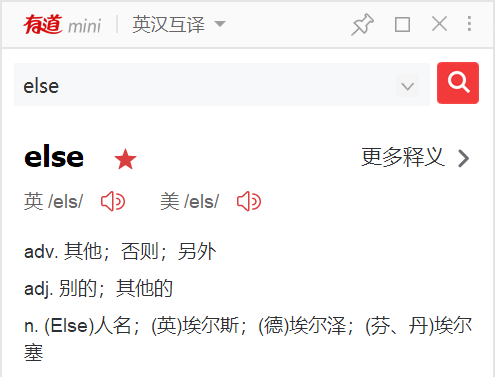 有道 mini 英汉互译
else
else 更多释义
英 /els/ 美 /els/
adv. 其他；否则；另外
adj. 别的；其他的
n. (Else)人名；(英)埃尔斯；(德)埃尔泽；(芬、丹)埃尔
塞